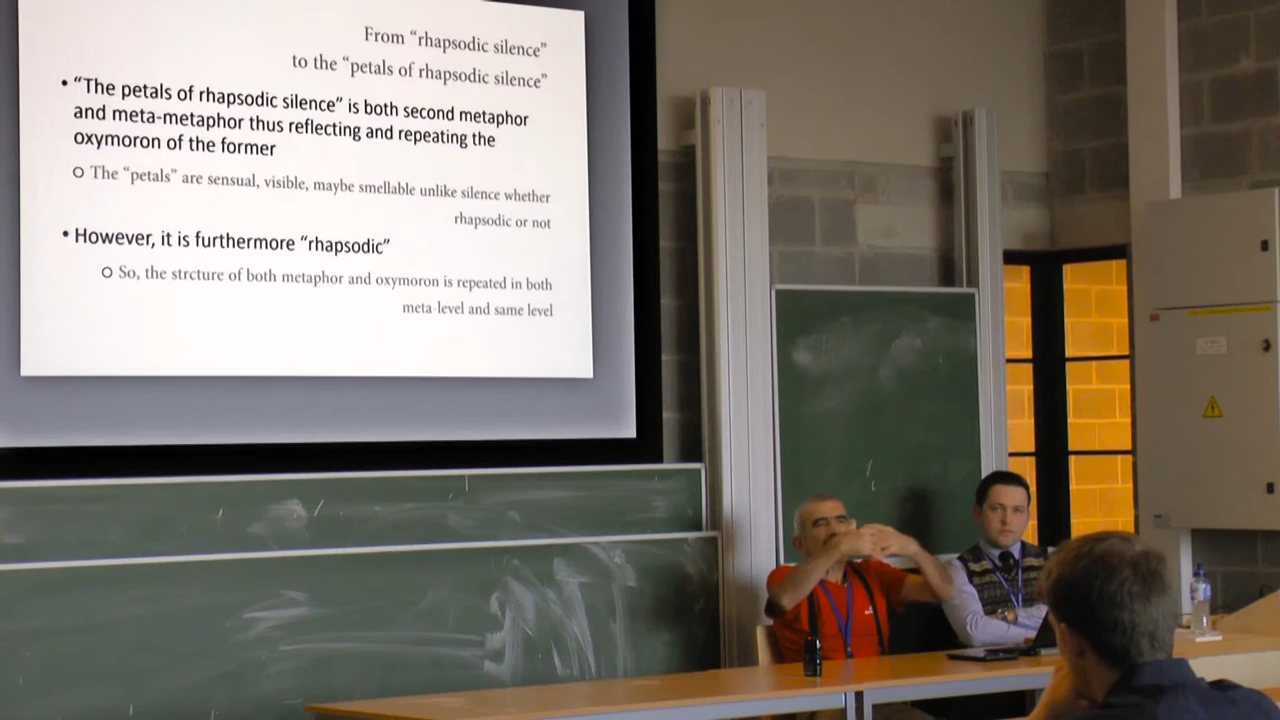 From “rhapsodic silence”
to the “petals of rhapsodic silence”
• “The petals of rhapsodic silence” is both second metaphor
and meta-metaphor thus reflecting and repeating the
oxymoron of the former
○ The “petals” are sensual, visible, maybe smellable unlike silence whether
rhapsodic or not
• However, it is furthermore “rhapsodic”
○ So, the strcture of both metaphor and oxymoron is repeated in both
meta-level and same level